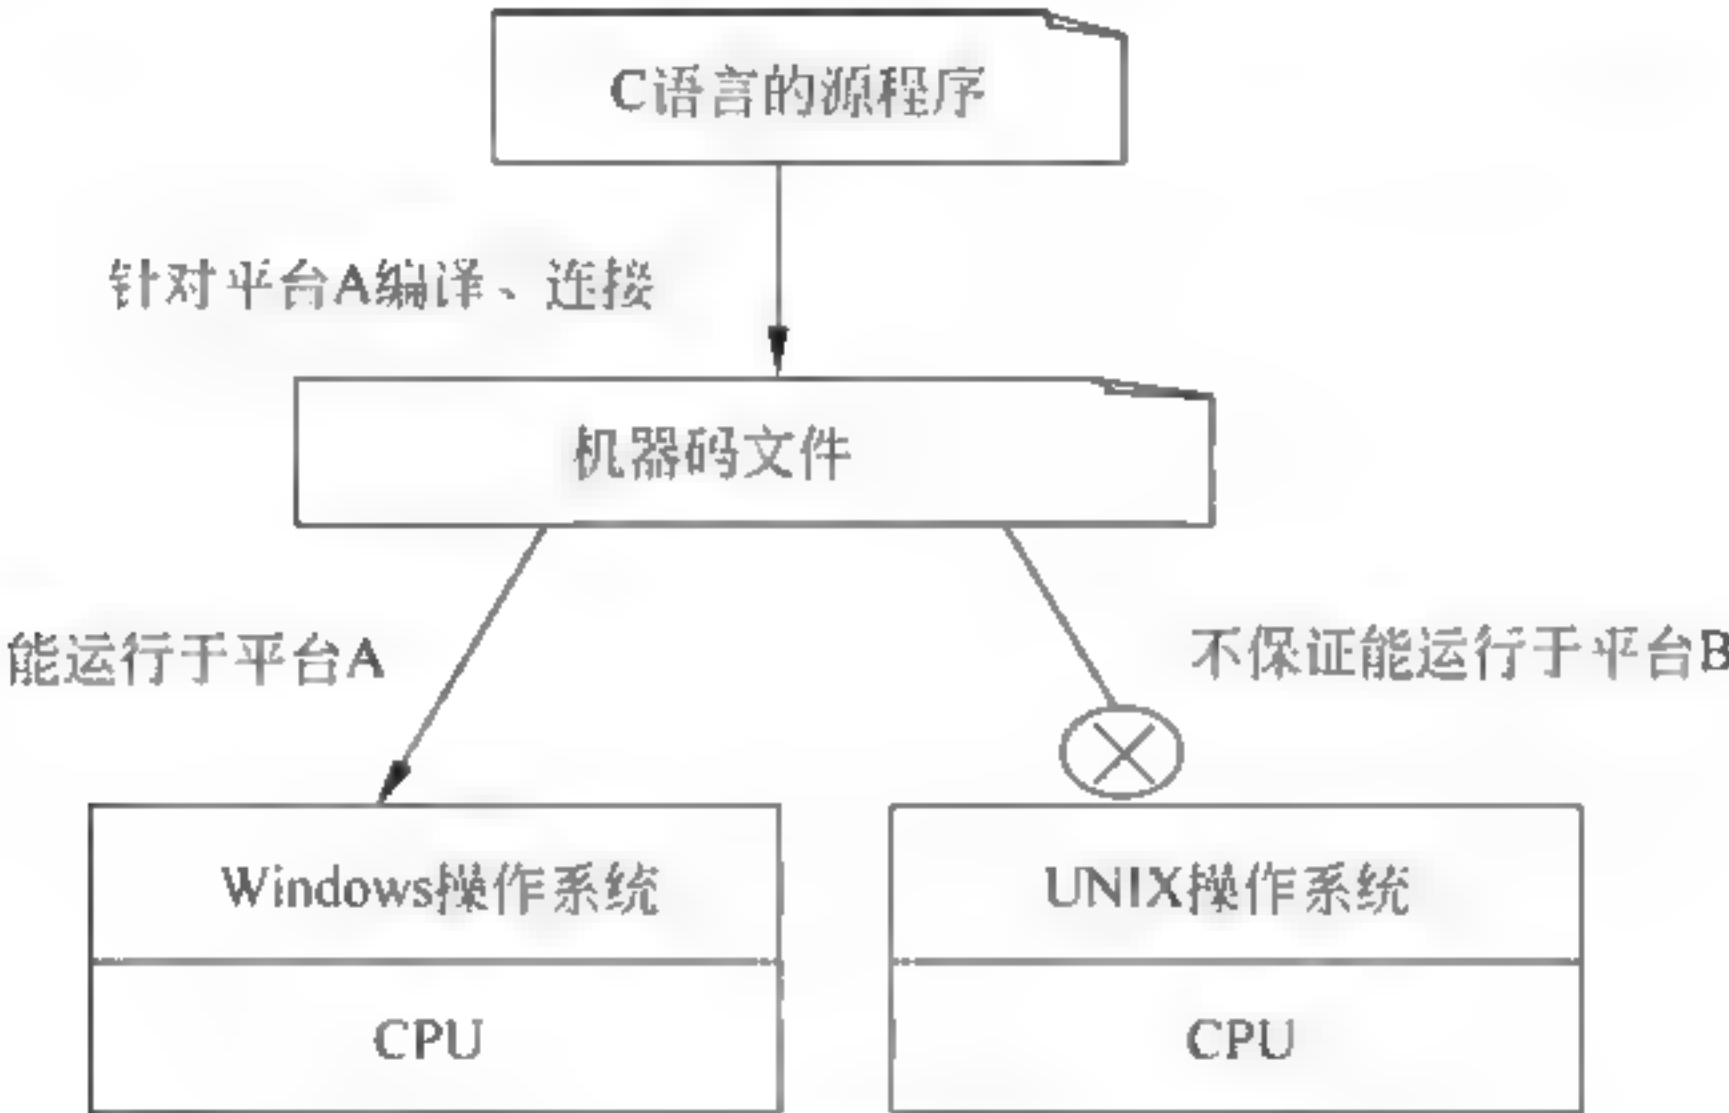 C语言的源程序
针对平台A编译、连接
机器码文件
能运行于平台A
不保证能运行于平台B
Windows操作系统
UNIX操作系统
CPU
CPU